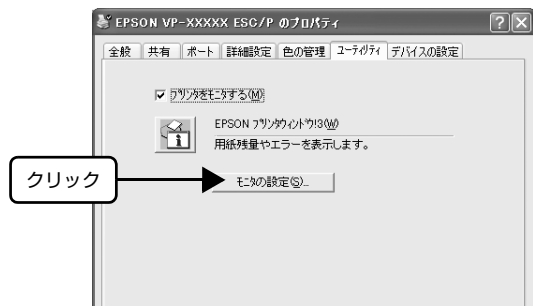 EPSON VP-XXXXX ESC/P のプロパティ
全般 共有 ポート 詳細設定 色の管理 ユーティリティ デバイスの設定
プリンタをモニタする(M)
EPSON プリンタウィンドウ!3(W)
用紙残量やエラーを表示します。
クリック
モニタの設定(S)...